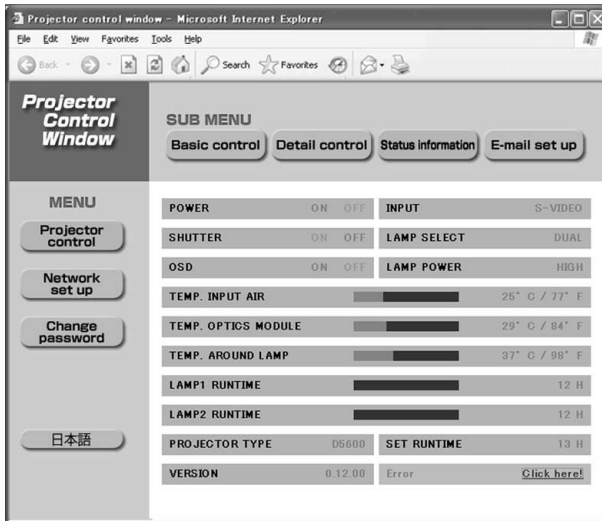 Projector control window - Microsoft Internet Explorer
File Edit View Favorites Tools Help
Back Search Favorites
Projector
Control
Window
SUB MENU
Basic control Detail control Status information E-mail set up
MENU
Projector
control
Network
set up
Change
password
日本語
POWER ON OFF INPUT S-VIDEO
SHUTTER ON OFF LAMP SELECT DUAL
OSD ON OFF LAMP POWER HIGH
TEMP. INPUT AIR 25° C / 77° F
TEMP. OPTICS MODULE 29° C / 84° F
TEMP. AROUND LAMP 37° C / 98° F
LAMP1 RUNTIME 12 H
LAMP2 RUNTIME 12 H
PROJECTOR TYPE D5600 SET RUNTIME 13 H
VERSION 0.12.00 Error Click here!